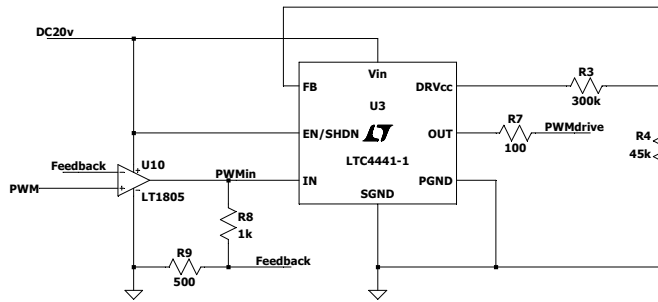 DC20v
Vin
FB
DRVcc
R3
300k
U3
R7
EN/SHDN
OUT
PWMdrive
R4
45k
100
LTC4441-1
Feedback
U10
PWMin
IN
PGND
PWM
LT1805
SGND
R8
1k
R9
Feedback
500